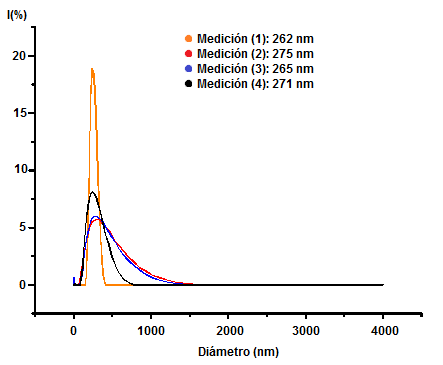 I(%)
Medición (1): 262 nm
Medición (2): 275 nm
Medición (3): 265 nm
Medición (4): 271 nm
20
15
10
5
0
0 1000 2000 3000 4000
Diámetro (nm)